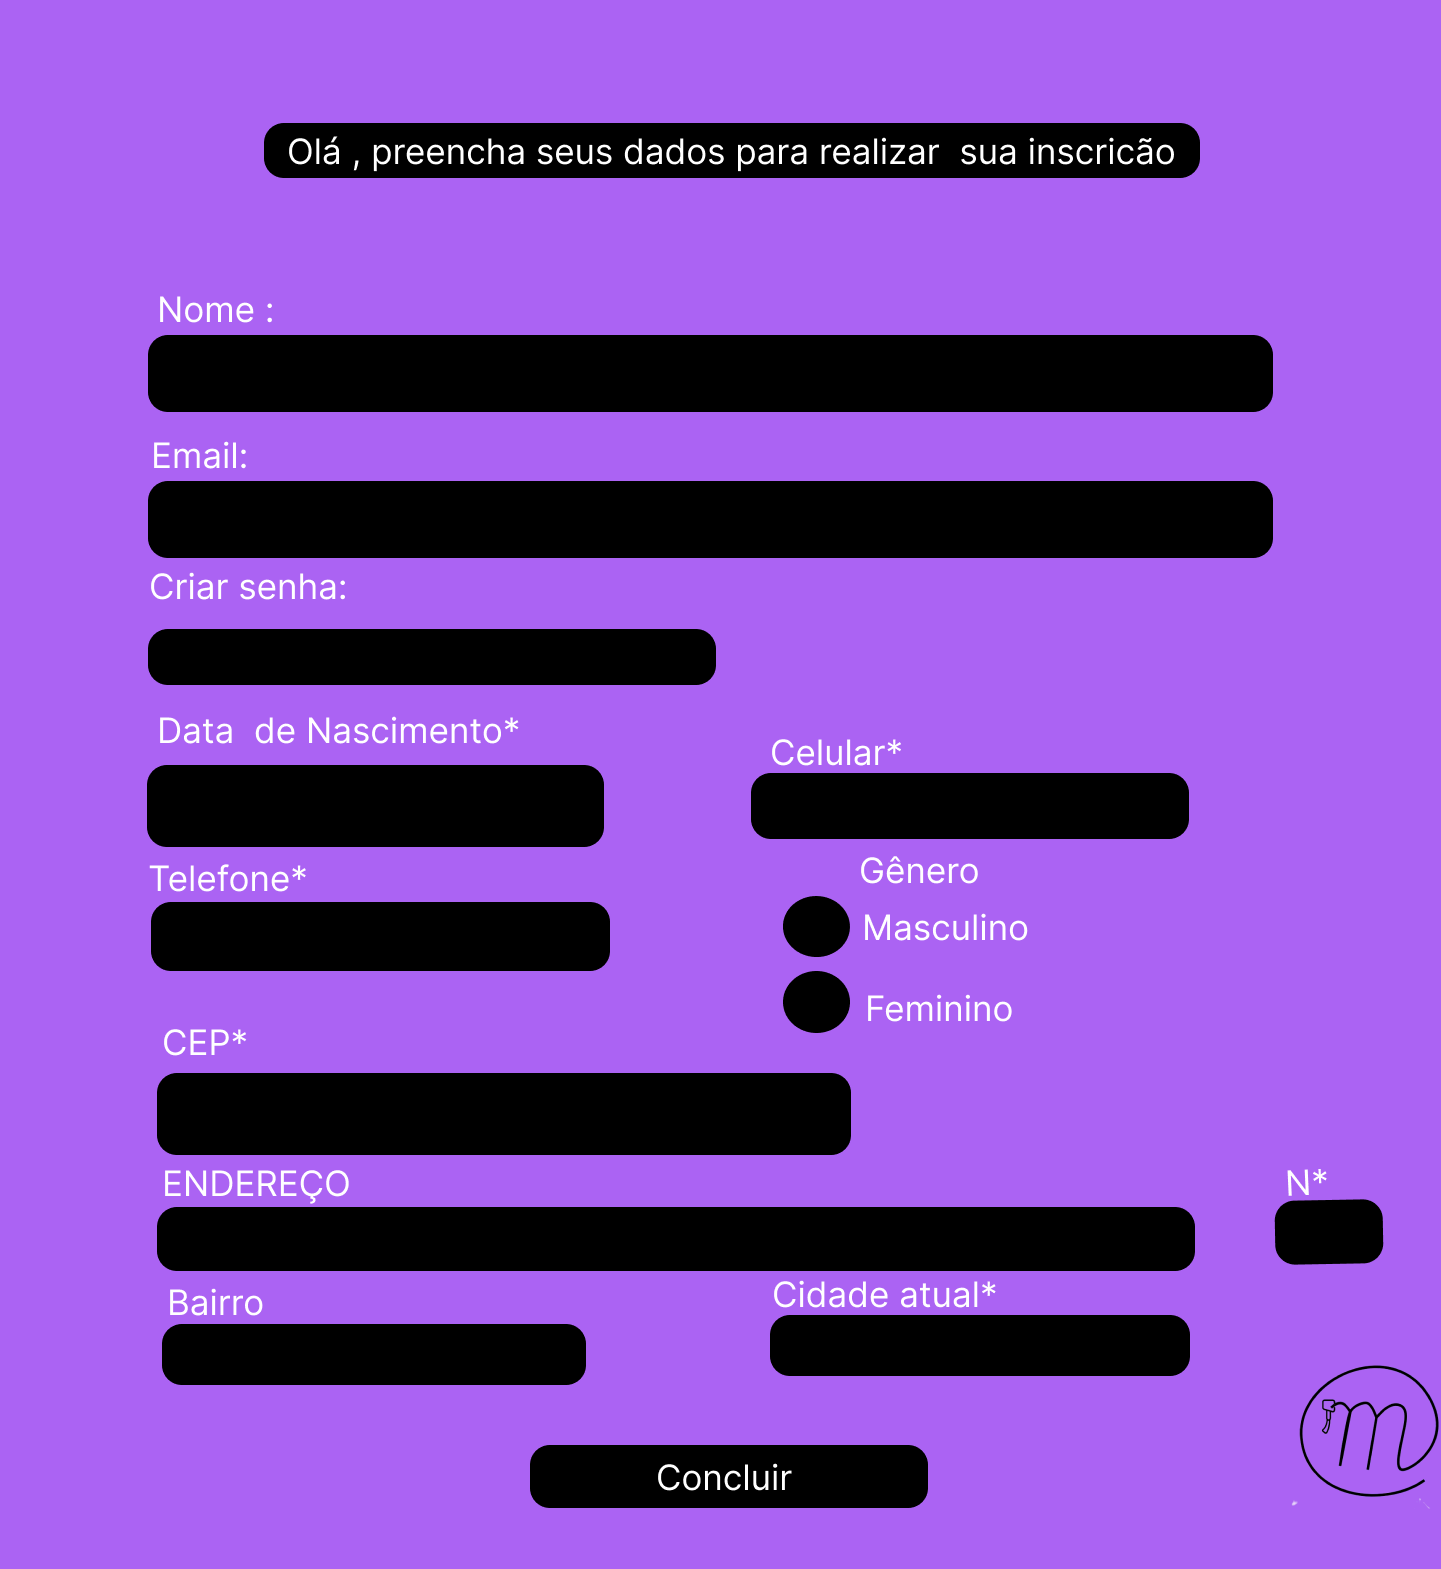 Olá , preencha seus dados para realizar  sua inscricão
Nome :
Email:
Criar senha:
Data  de Nascimento*
Celular*
Telefone*
Gênero
Masculino
Feminino
CEP*
ENDEREÇO
N*
Bairro
Cidade atual*
m
Concluir